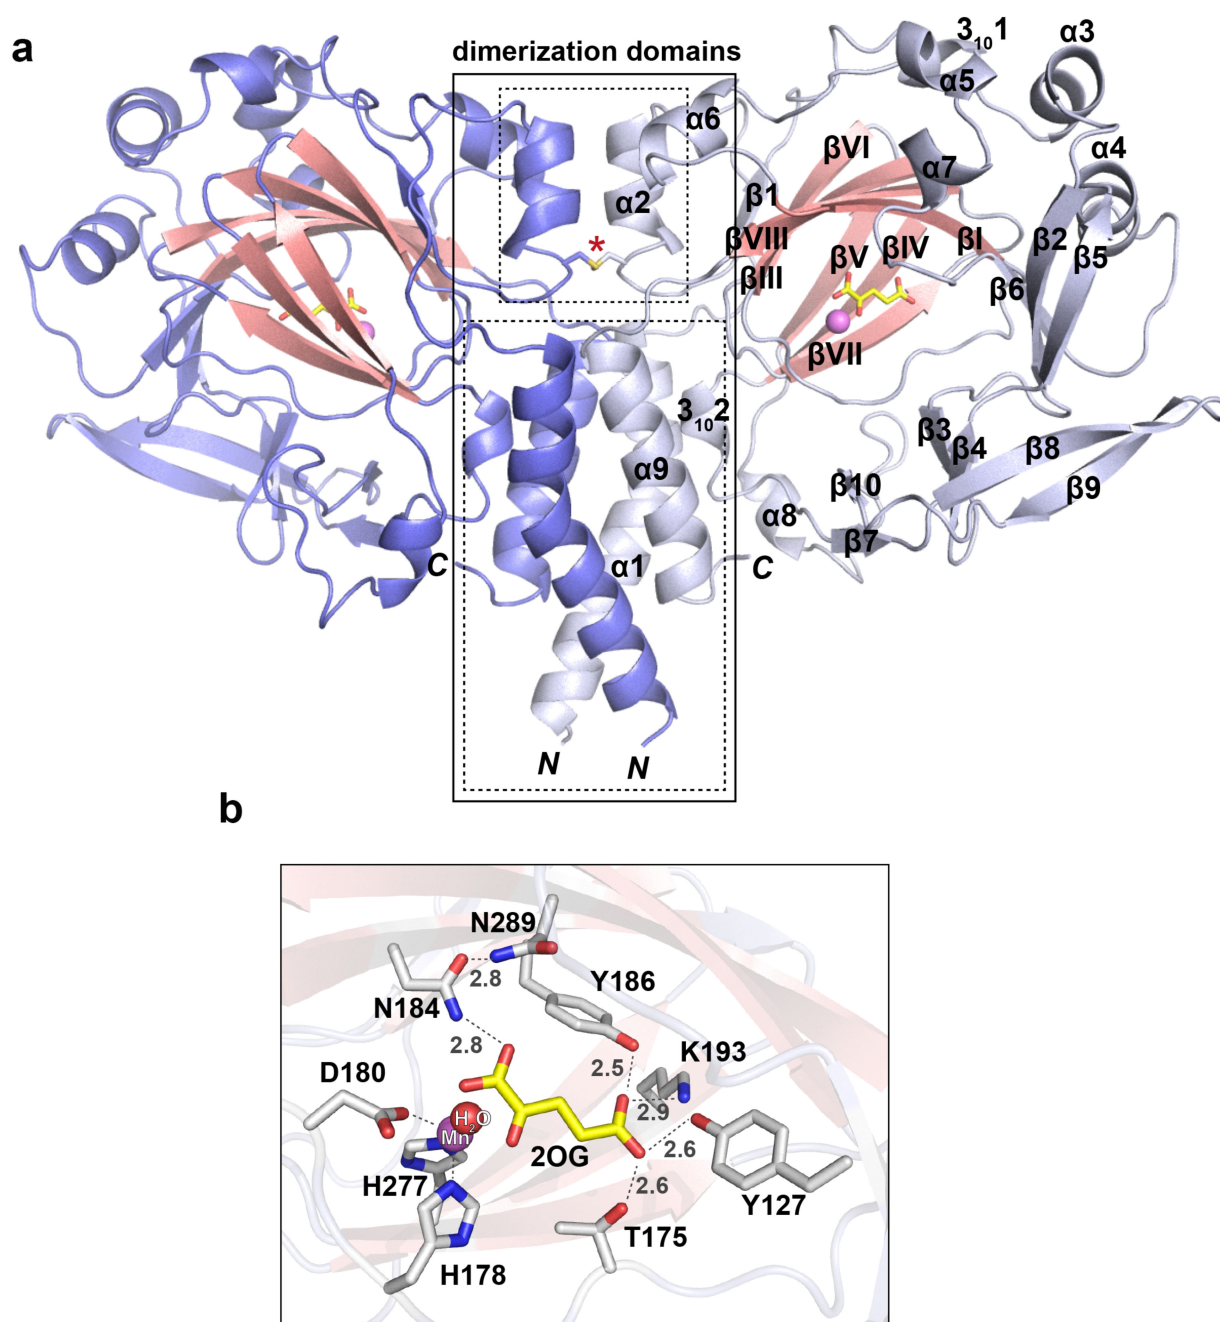 a
dimerization domains
3₁₀1
α3
α5
α6
α4
βVI
α7
β1
α2
*
βVIII
βV
βIV
βI
β2
β5
βIII
β6
βVII
3₁₀2
β3
β4
β8
α9
β10
β9
α8
β7
C
α1
C
N
N
b
N289
2.8
Y186
N184
2.8
2.5
K193
D180
H₂O
2.9
Mn
2OG
2.6
H277
2.6
Y127
T175
H178